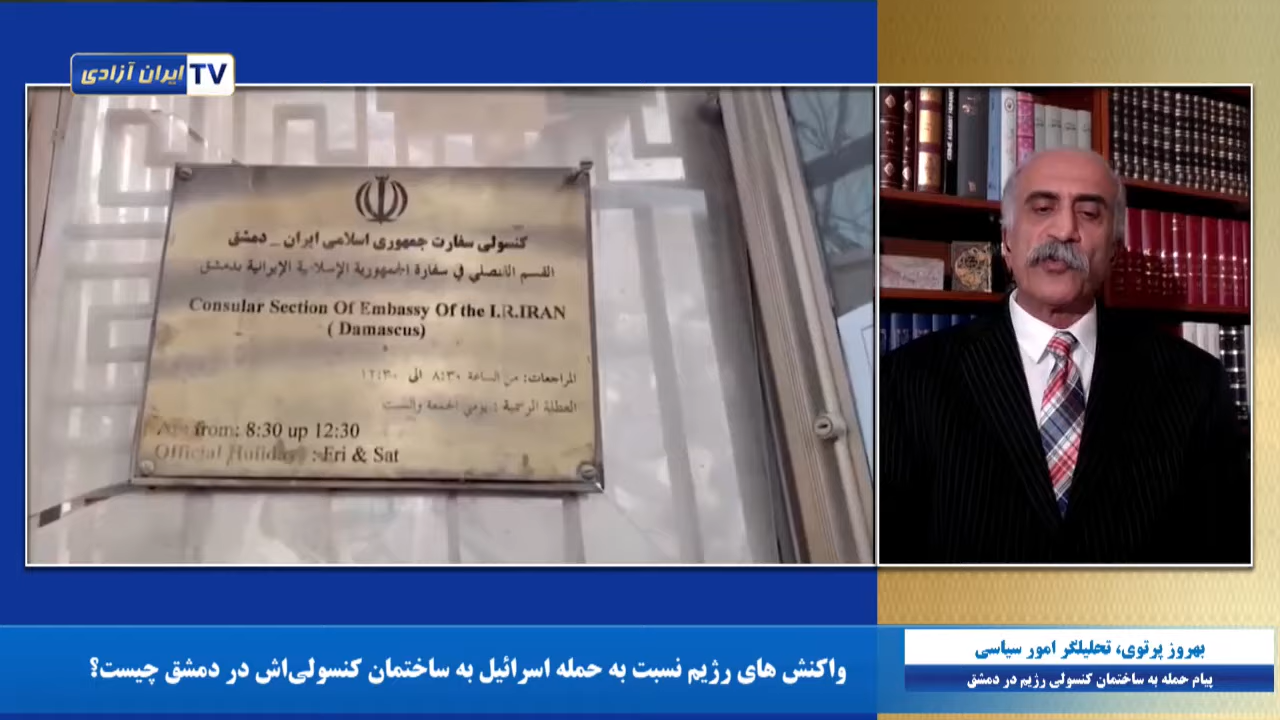 ایران آزادی TV
کنسولی سفارت جمهوری اسلامی ایران _ دمشق
القسم القنصلي في سفارة الجمهورية الإسلامية الإيرانية بدمشق
Consular Section Of Embassy Of the I.R.IRAN
( Damascus)
المراجعات: من الساعة ٨:٣٠ الى ١٢:٣٠
العطلة الرسمية : يومي الجمعة والسبت
from: 8:30 up 12:30
Official Holidays : Fri & Sat
بهروز پرتوی، تحلیلگر امور سیاسی
پیام حمله به ساختمان کنسولی رژیم در دمشق
واکنش های رژیم نسبت به حمله اسرائیل به ساختمان کنسولی‌اش در دمشق چیست؟